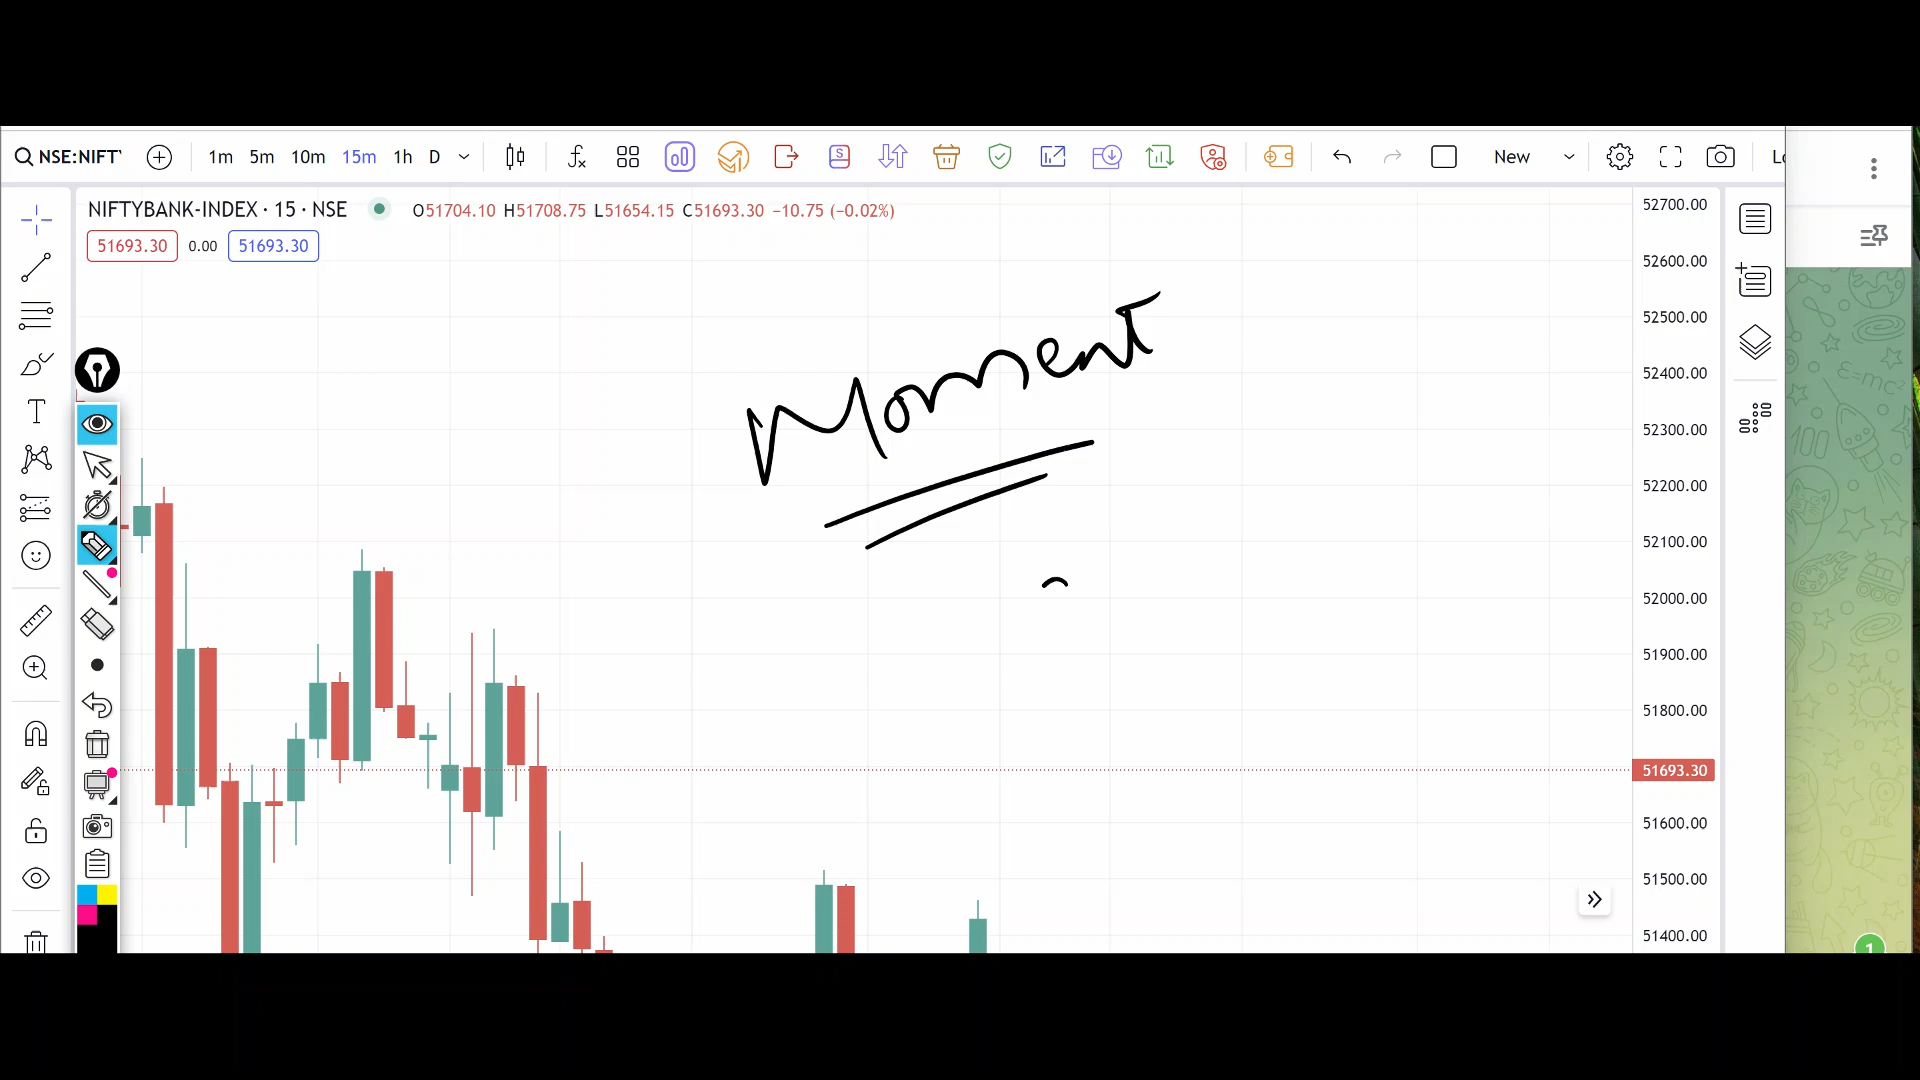 NSE:NIFT
1m 5m 10m 15m 1h D
New
NIFTYBANK-INDEX · 15 · NSE O51704.10 H51708.75 L51654.15 C51693.30 −10.75 (−0.02%)
51693.30 0.00 51693.30
Moment
52700.00
52600.00
52500.00
52400.00
52300.00
52200.00
52100.00
52000.00
51900.00
51800.00
51693.30
51600.00
51500.00
51400.00
T
S
E=mc²
1